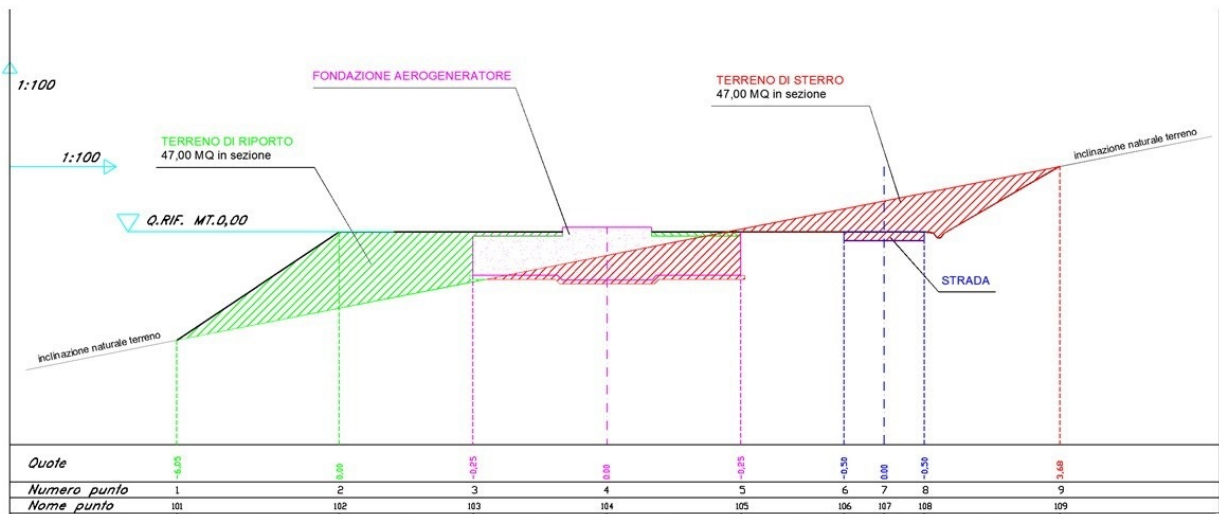 1:100
FONDAZIONE AEROGENERATORE
TERRENO DI STERRO
47,00 MQ in sezione
TERRENO DI RIPORTO
47,00 MQ in sezione
inclinazione naturale terreno
1:100
Q.RIF. MT.0,00
STRADA
inclinazione naturale terreno
Quote -6,05 0.00 -0,25 0.00 -0,25 -0,50 0.00 -0,50 3,68
Numero punto 1 2 3 4 5 6 7 8 9
Nome punto 101 102 103 104 105 106 107 108 109